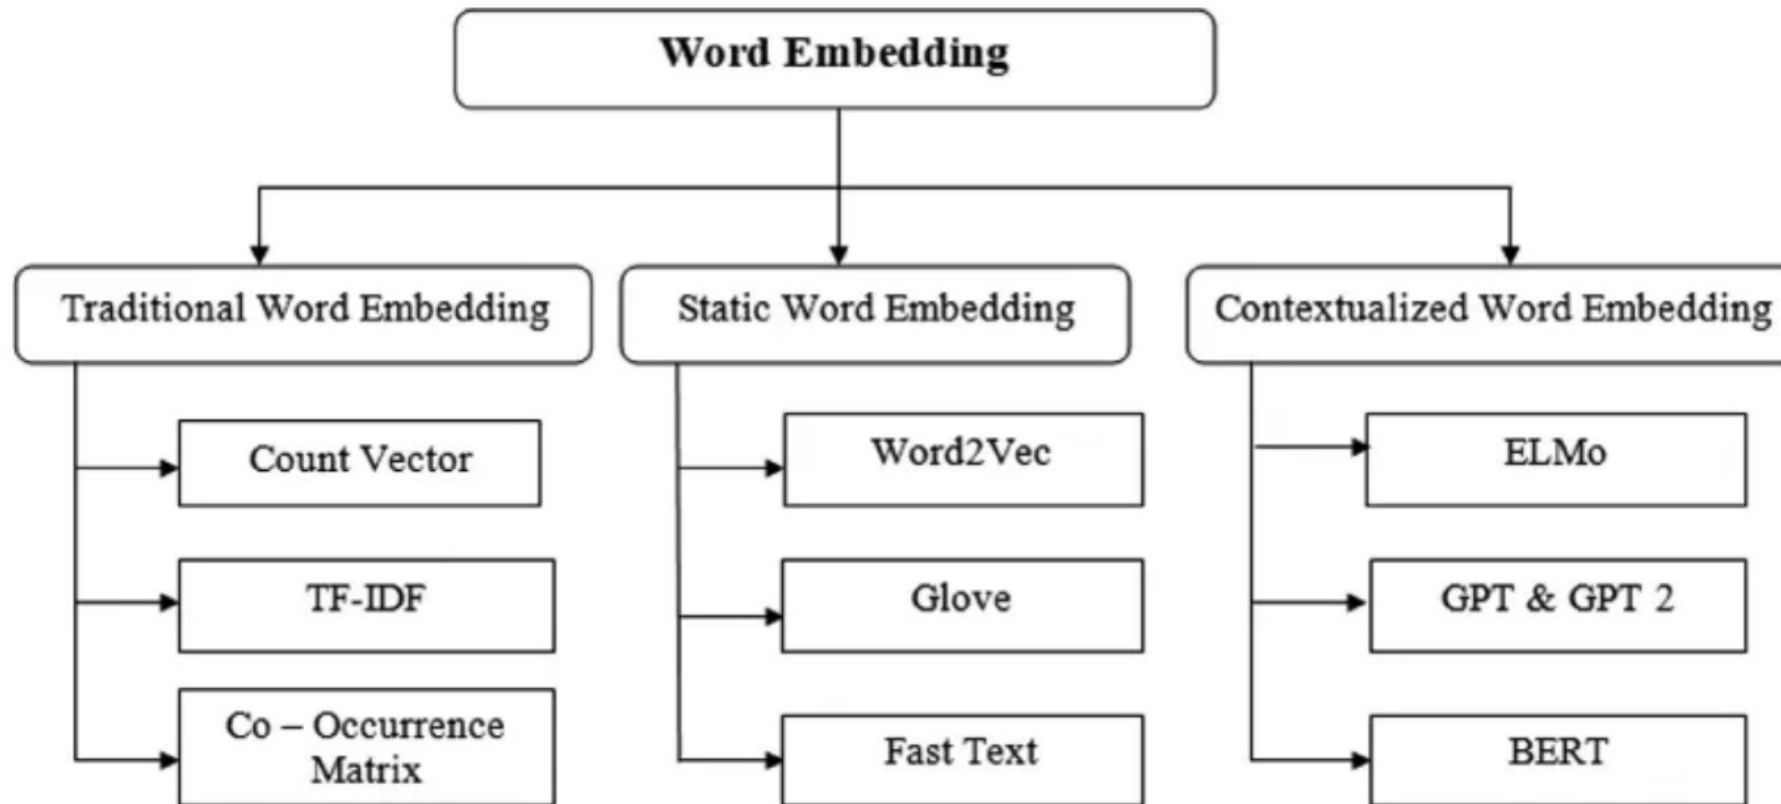 Word Embedding
Traditional Word Embedding
Static Word Embedding
Contextualized Word Embedding
Count Vector
Word2Vec
ELMo
TF-IDF
Glove
GPT & GPT 2
Co – Occurrence
Matrix
Fast Text
BERT